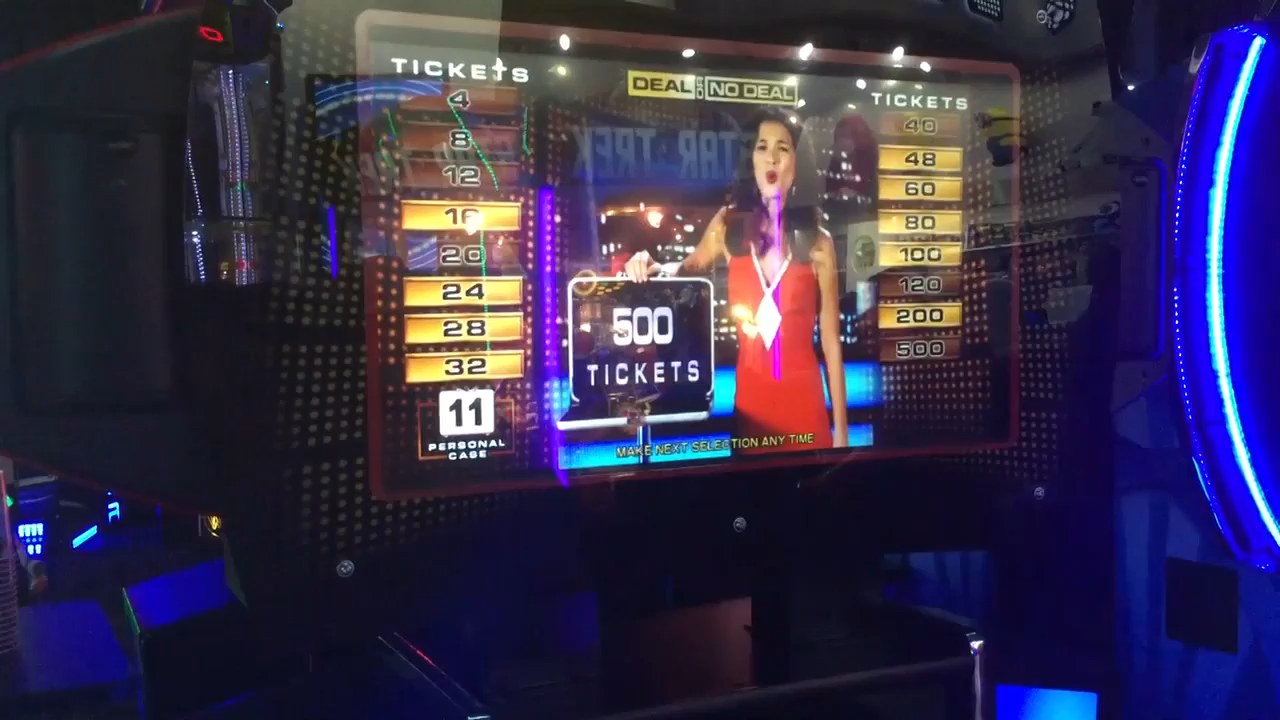 TICKETS
4
8
12
16
20
24
28
32
11
PERSONAL
CASE
DEAL OR NO DEAL
STAR TREK
500
TICKETS
MAKE NEXT SELECTION ANY TIME
TICKETS
40
48
60
80
100
120
200
500